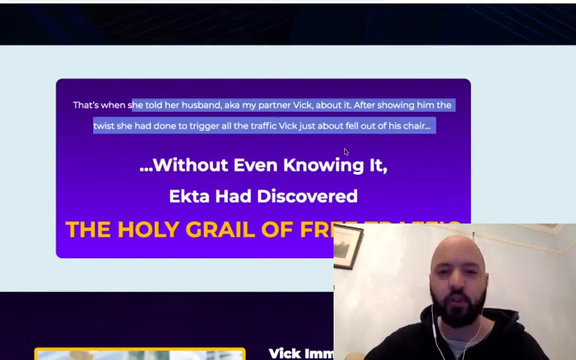 That's when she told her husband, aka my partner Vick, about it. After showing him the
twist she had done to trigger all the traffic Vick just about fell out of his chair...
...Without Even Knowing It,
Ekta Had Discovered
THE HOLY GRAIL OF FREE TRAFFIC
Vick Imm